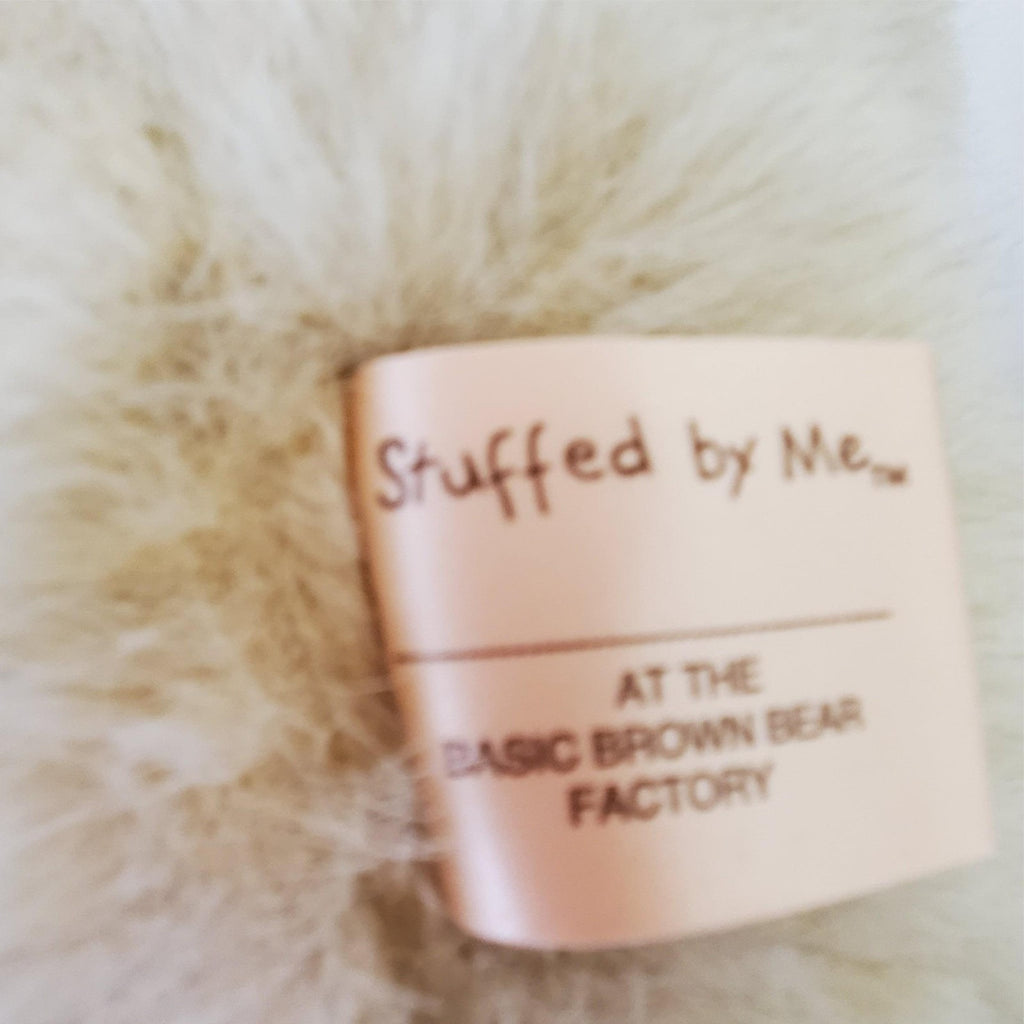 Stuffed by Me™
AT THE
BASIC BROWN BEAR
FACTORY